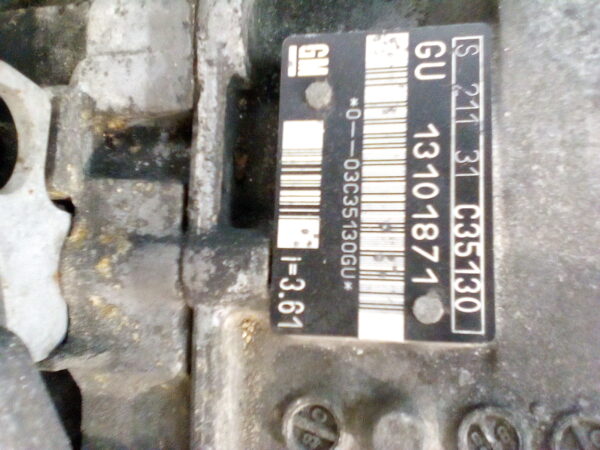 S 211 31 C35130
GU 13101871
*0---03C35130GU*
GM
i=3.61